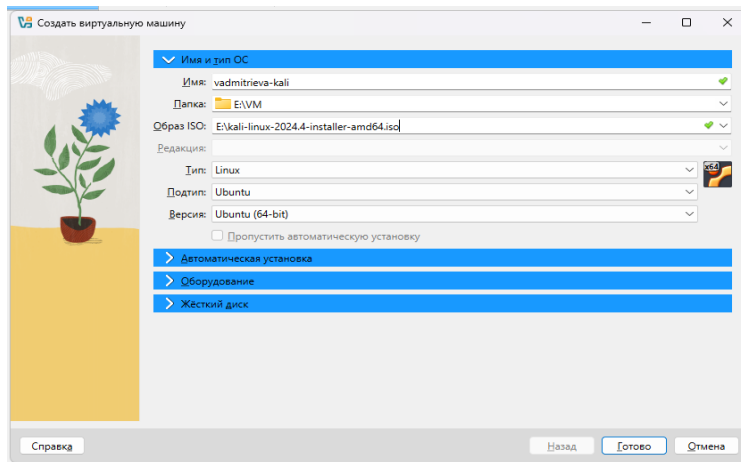 Создать виртуальную машину
Имя и тип ОС
Имя: vadmitrieva-kali
Папка: E:\VM
Образ ISO: E:\kali-linux-2024.4-installer-amd64.iso
Редакция:
Тип: Linux
x64
Подтип: Ubuntu
Версия: Ubuntu (64-bit)
Пропустить автоматическую установку
Автоматическая установка
Оборудование
Жёсткий диск
Справка Назад Готово Отмена